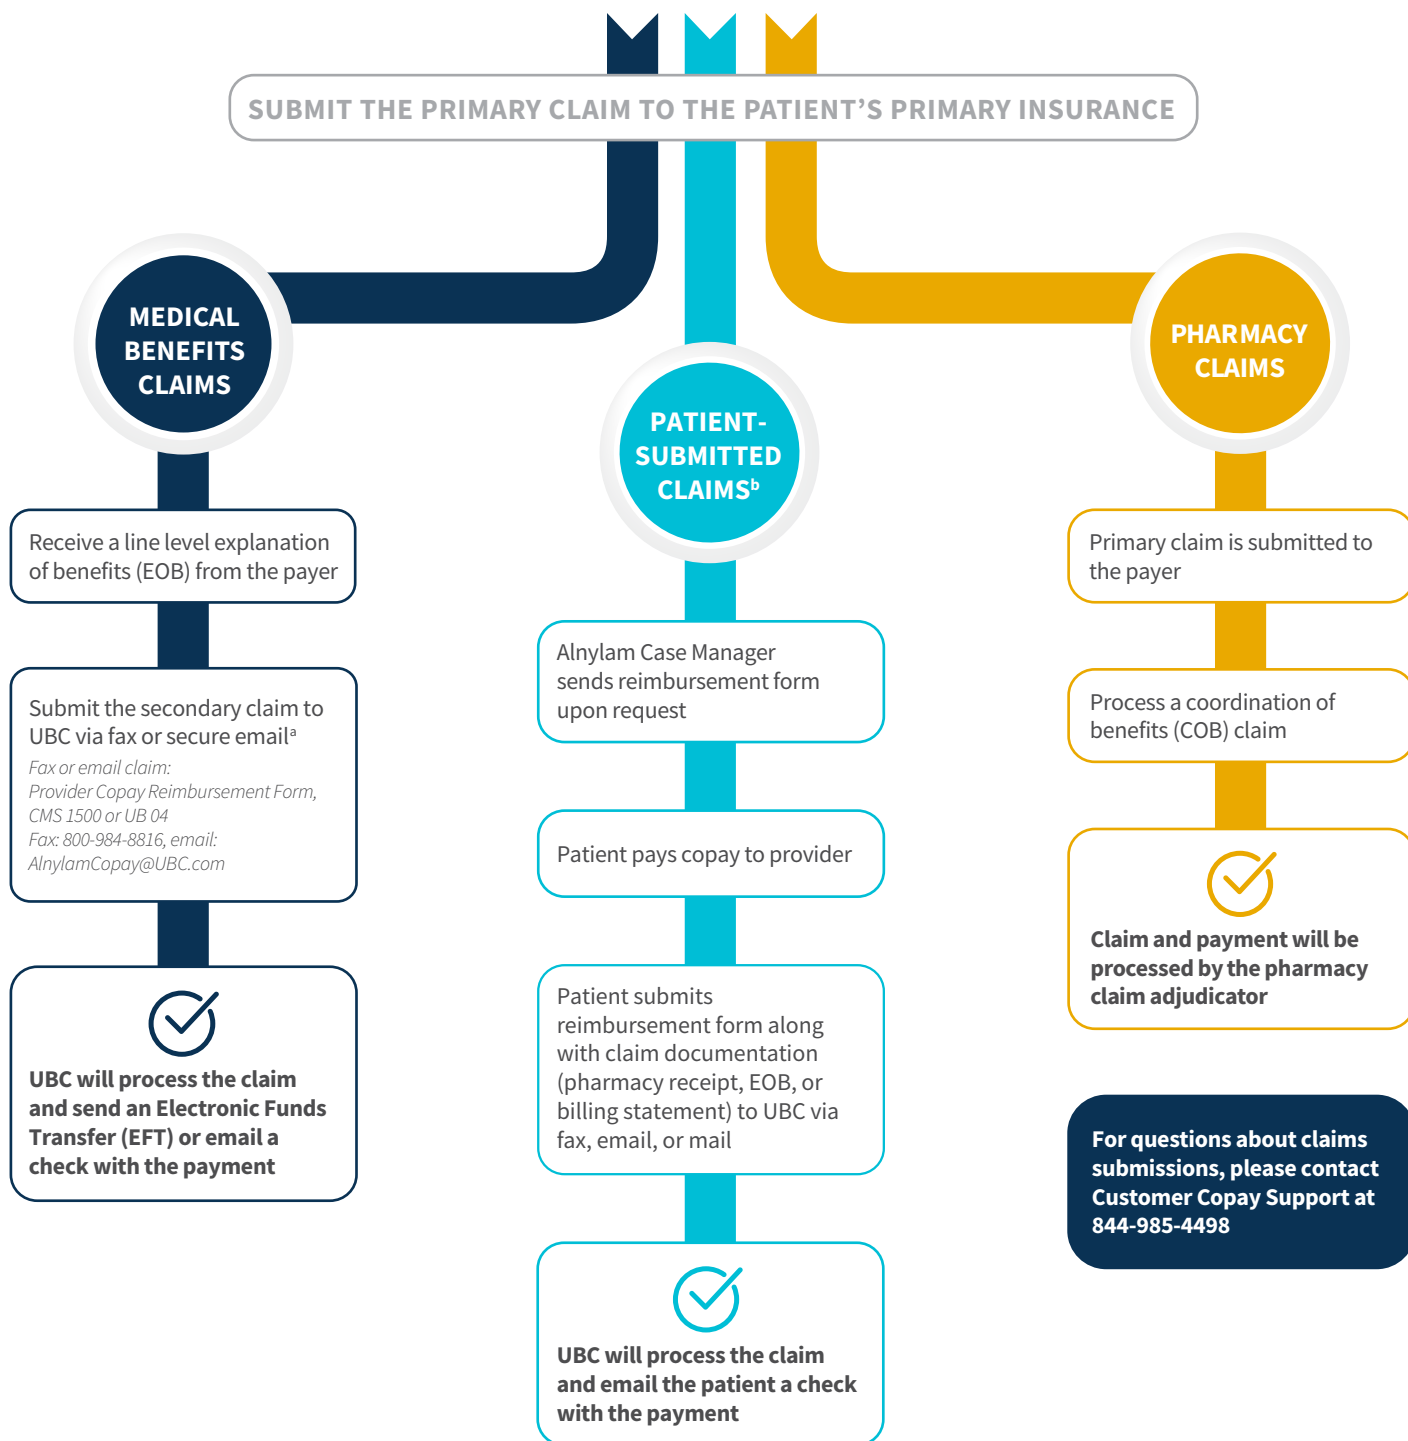 SUBMIT THE PRIMARY CLAIM TO THE PATIENT’S PRIMARY INSURANCE
MEDICAL
BENEFITS
CLAIMS
Receive a line level explanation
of benefits (EOB) from the payer
Submit the secondary claim to
UBC via fax or secure emailᵃ
Fax or email claim:
Provider Copay Reimbursement Form,
CMS 1500 or UB 04
Fax: 800-984-8816, email:
AlnylamCopay@UBC.com
UBC will process the claim
and send an Electronic Funds
Transfer (EFT) or email a
check with the payment
PATIENT-
SUBMITTED
CLAIMSᵇ
Alnylam Case Manager
sends reimbursement form
upon request
Patient pays copay to provider
Patient submits
reimbursement form along
with claim documentation
(pharmacy receipt, EOB, or
billing statement) to UBC via
fax, email, or mail
UBC will process the claim
and email the patient a check
with the payment
PHARMACY
CLAIMS
Primary claim is submitted to
the payer
Process a coordination of
benefits (COB) claim
Claim and payment will be
processed by the pharmacy
claim adjudicator
For questions about claims
submissions, please contact
Customer Copay Support at
844-985-4498